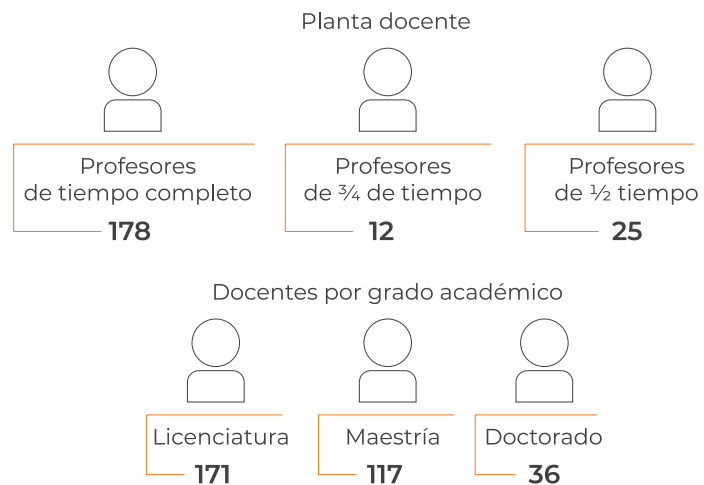 Planta docente
Profesores
de tiempo completo
178
Profesores
de ¾ de tiempo
12
Profesores
de ½ tiempo
25
Docentes por grado académico
Licenciatura
171
Maestría
117
Doctorado
36